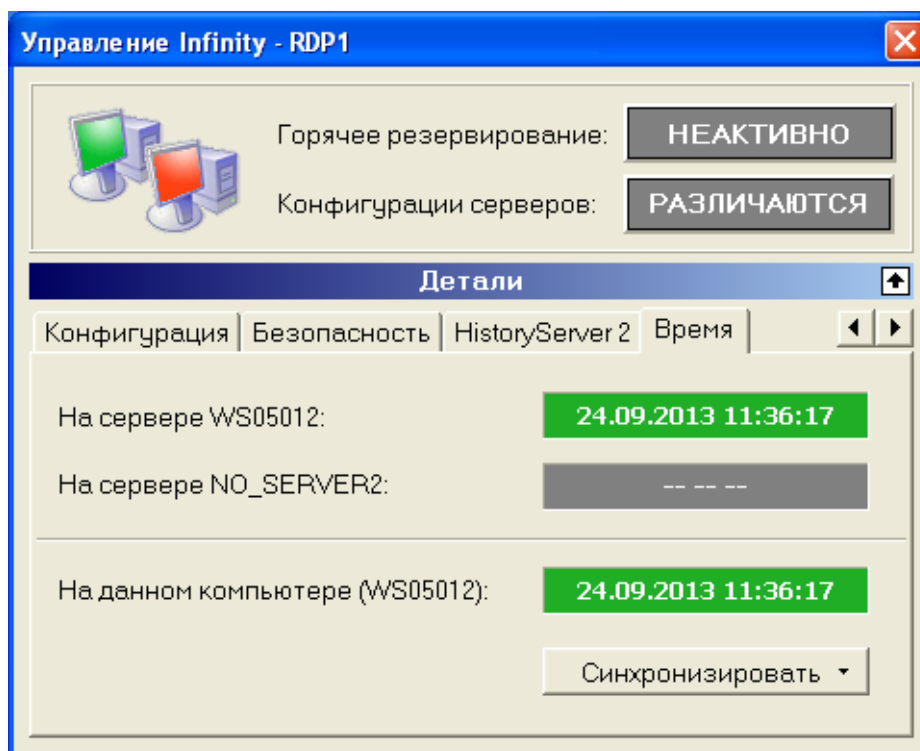 Управление Infinity - RDP1
Горячее резервирование: НЕАКТИВНО
Конфигурации серверов: РАЗЛИЧАЮТСЯ
Детали
Конфигурация Безопасность HistoryServer 2 Время
На сервере WS05012: 24.09.2013 11:36:17
На сервере NO_SERVER2: -- -- --
На данном компьютере (WS05012): 24.09.2013 11:36:17
Синхронизировать